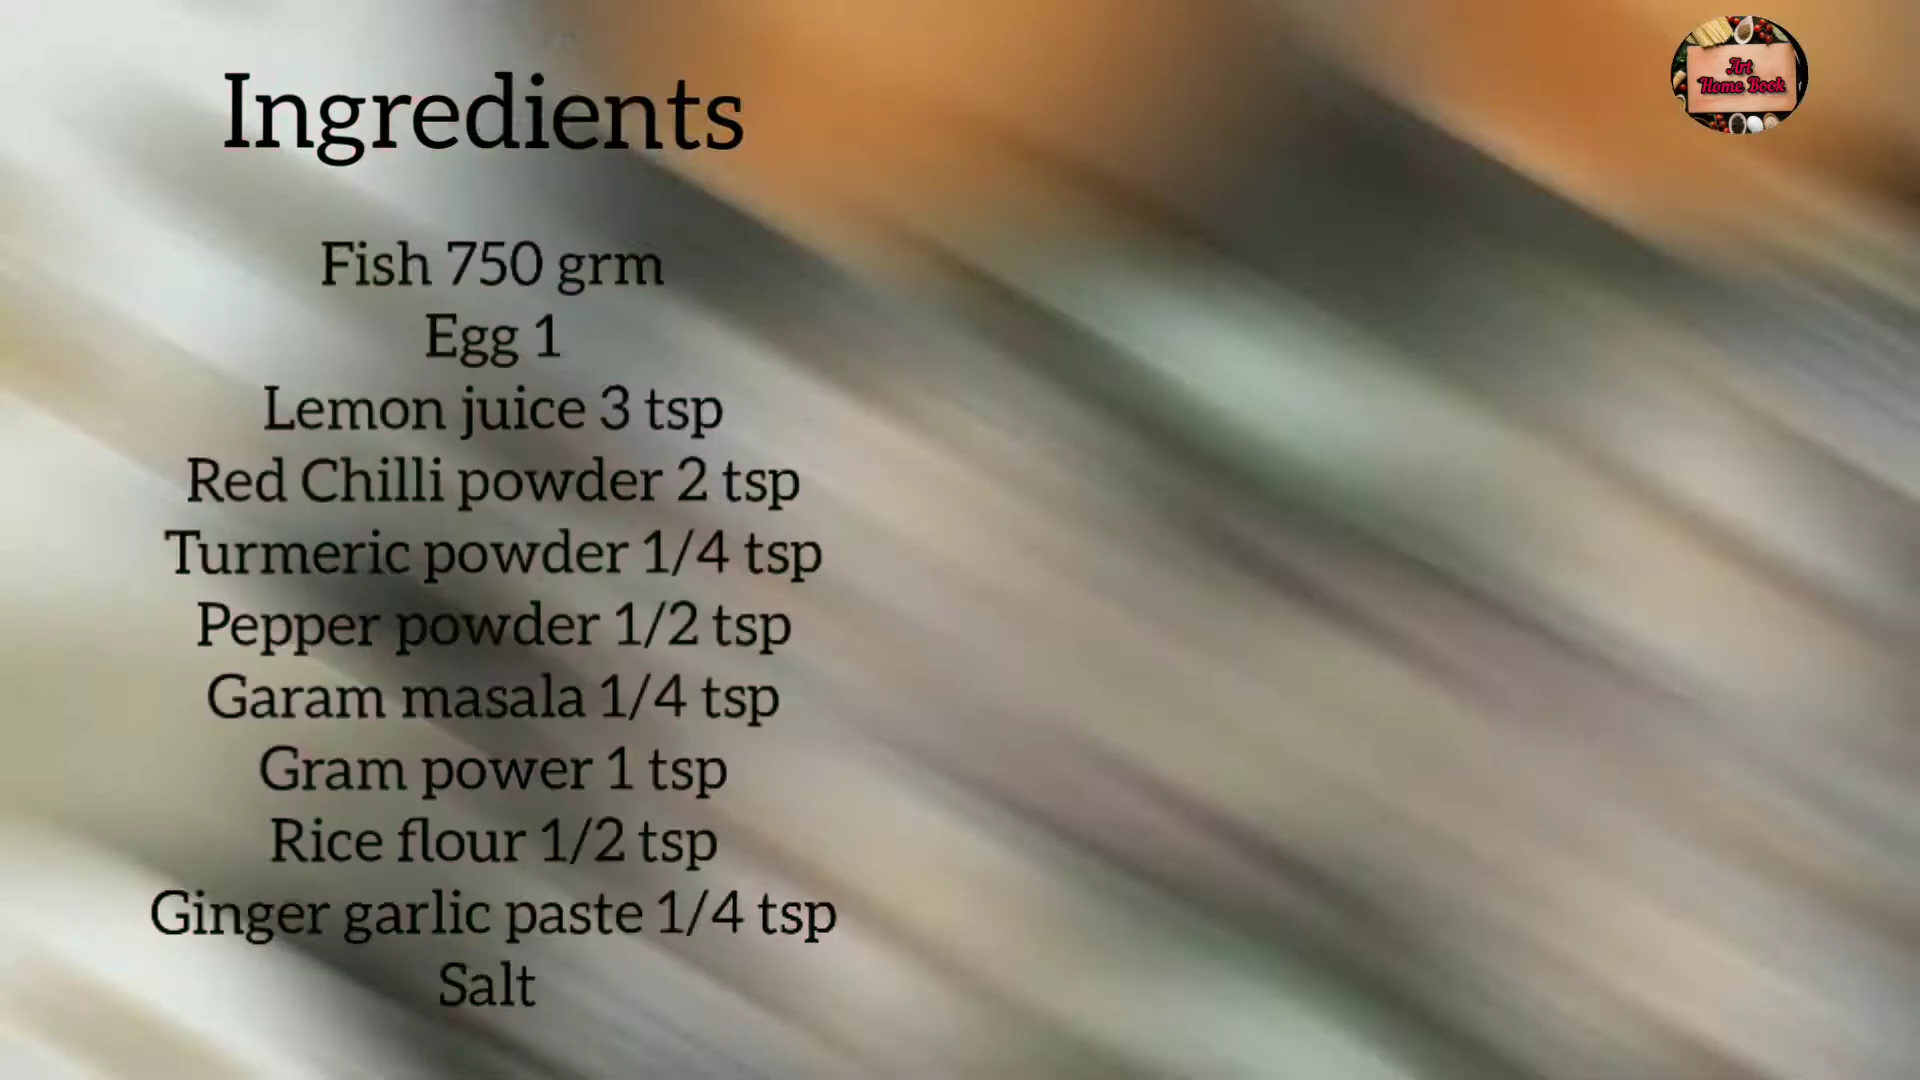 Ingredients
Art
Home Book
Fish 750 grm
Egg 1
Lemon juice 3 tsp
Red Chilli powder 2 tsp
Turmeric powder 1/4 tsp
Pepper powder 1/2 tsp
Garam masala 1/4 tsp
Gram power 1 tsp
Rice flour 1/2 tsp
Ginger garlic paste 1/4 tsp
Salt